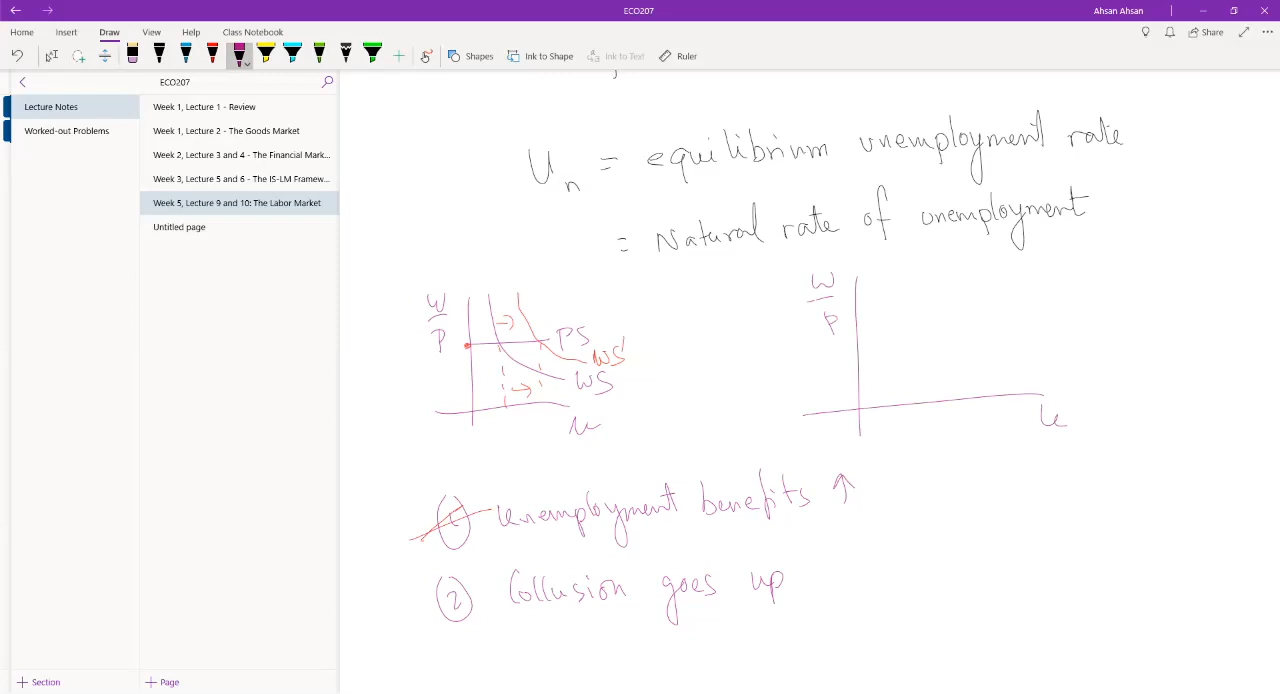 ECO207
Ahsan Ahsan
Home Insert Draw View Help Class Notebook
Share
Shapes Ink to Shape Ink to Text Ruler
ECO207
Lecture Notes
Worked-out Problems
Week 1, Lecture 1 - Review
Week 1, Lecture 2 - The Goods Market
Week 2, Lecture 3 and 4 - The Financial Mark...
Week 3, Lecture 5 and 6 - The IS-LM Framew...
Week 5, Lecture 9 and 10: The Labor Market
Untitled page
+ Section
+ Page
Un = equilibrium unemployment rate
= Natural rate of unemployment
W/P
PS
WS'
WS
u
W/P
u
① unemployment benefits ↑
② Collusion goes up